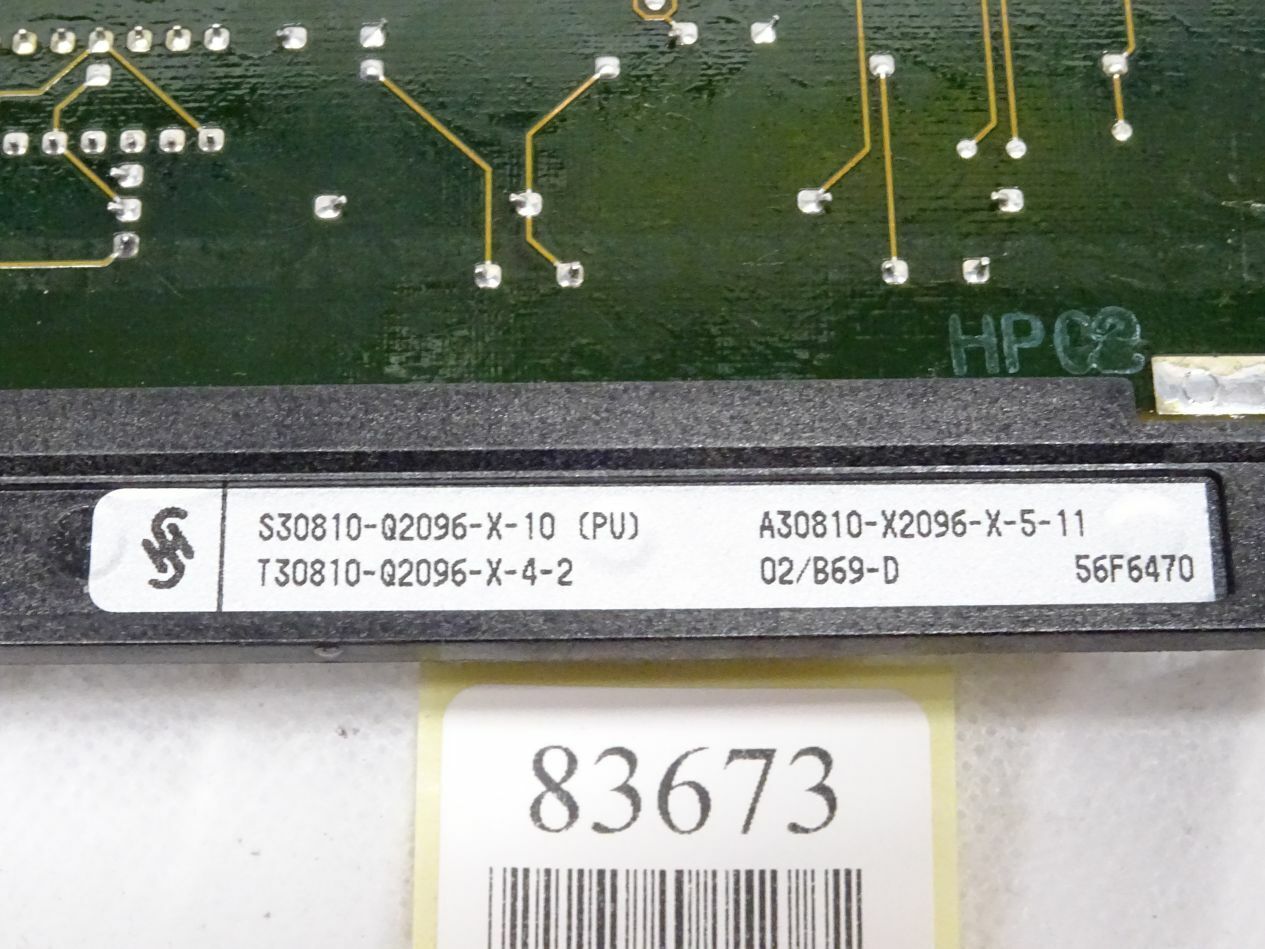 HP02
S30810-Q2096-X-10 (PU) A30810-X2096-X-5-11
T30810-Q2096-X-4-2 02/B69-D 56F6470
83673